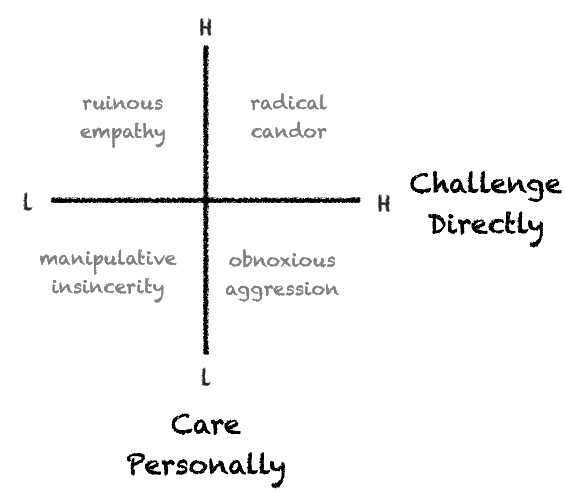 H
ruinous
empathy
radical
candor
L
H
Challenge
Directly
manipulative
insincerity
obnoxious
aggression
L
Care
Personally